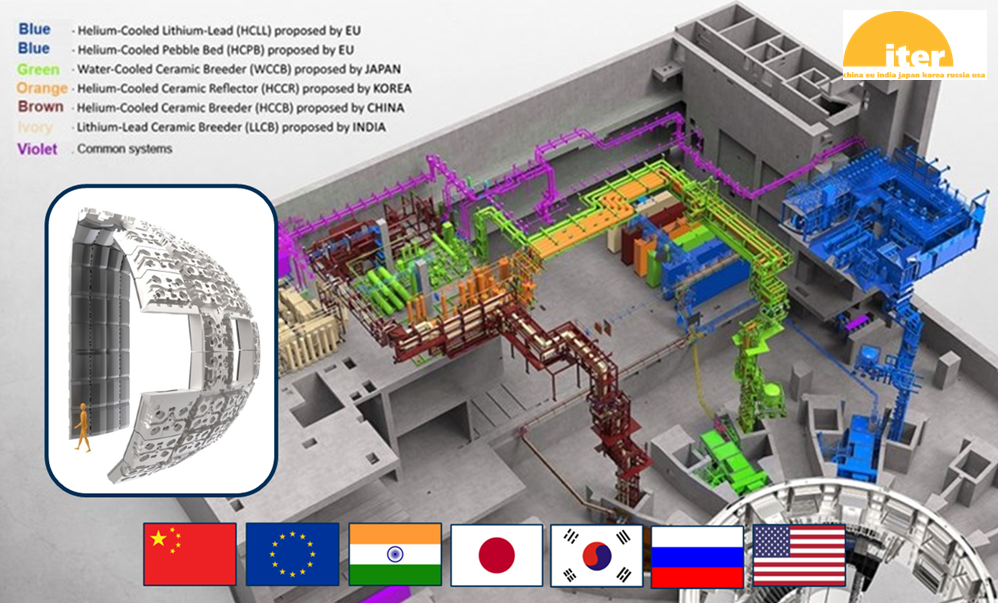 Blue - Helium-Cooled Lithium-Lead (HCLL) proposed by EU
Blue - Helium-Cooled Pebble Bed (HCPB) proposed by EU
Green - Water-Cooled Ceramic Breeder (WCCB) proposed by JAPAN
Orange - Helium-Cooled Ceramic Reflector (HCCR) proposed by KOREA
Brown - Helium-Cooled Ceramic Breeder (HCCB) proposed by CHINA
Ivory - Lithium-Lead Ceramic Breeder (LLCB) proposed by INDIA
Violet . Common systems
iter
china eu india japan korea russia usa